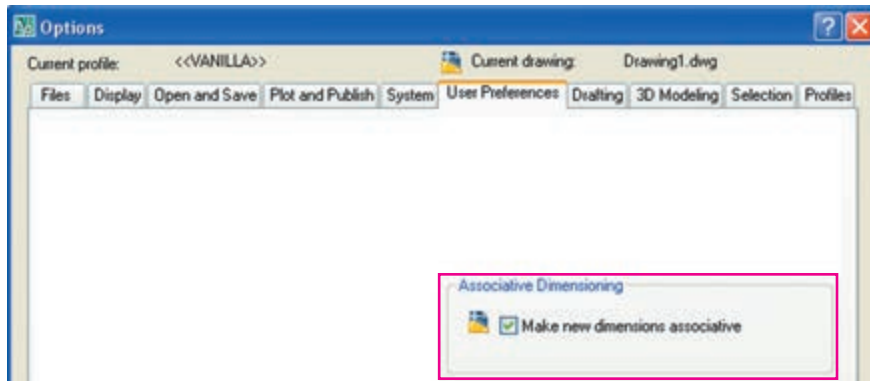 Options
Current profile: <<VANILLA>> Current drawing: Drawing1.dwg
Files Display Open and Save Plot and Publish System User Preferences Drafting 3D Modeling Selection Profiles
Associative Dimensioning
Make new dimensions associative